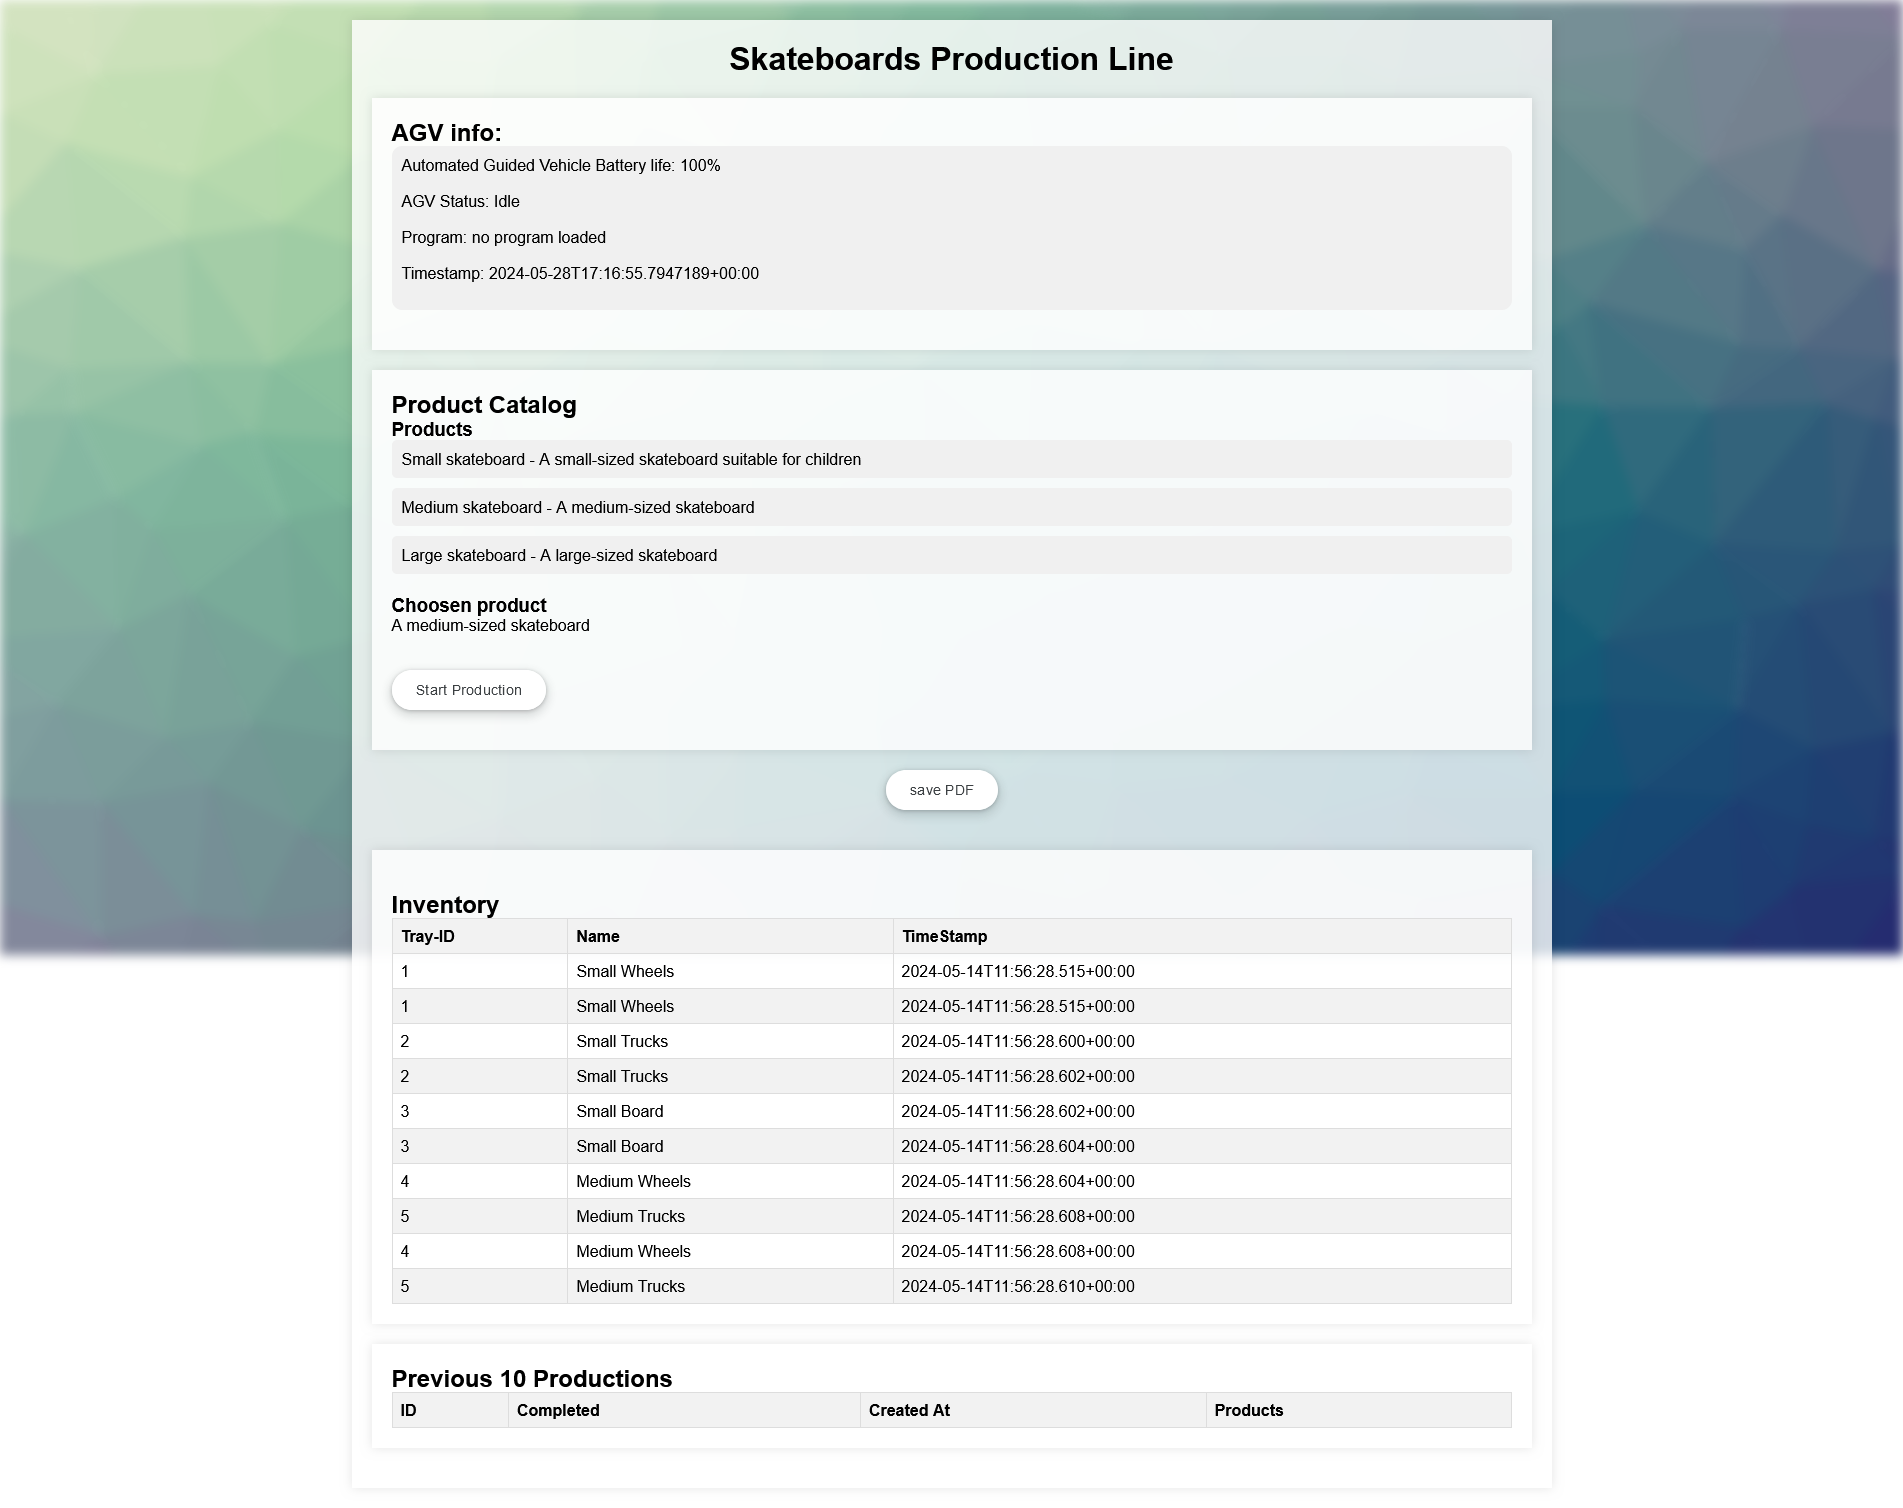 Skateboards Production Line
AGV info:
Automated Guided Vehicle Battery life: 100%
AGV Status: Idle
Program: no program loaded
Timestamp: 2024-05-28T17:16:55.7947189+00:00
Product Catalog
Products
Small skateboard - A small-sized skateboard suitable for children
Medium skateboard - A medium-sized skateboard
Large skateboard - A large-sized skateboard
Choosen product
A medium-sized skateboard
Start Production
save PDF
Inventory
Tray-ID Name TimeStamp
1 Small Wheels 2024-05-14T11:56:28.515+00:00
1 Small Wheels 2024-05-14T11:56:28.515+00:00
2 Small Trucks 2024-05-14T11:56:28.600+00:00
2 Small Trucks 2024-05-14T11:56:28.602+00:00
3 Small Board 2024-05-14T11:56:28.602+00:00
3 Small Board 2024-05-14T11:56:28.604+00:00
4 Medium Wheels 2024-05-14T11:56:28.604+00:00
5 Medium Trucks 2024-05-14T11:56:28.608+00:00
4 Medium Wheels 2024-05-14T11:56:28.608+00:00
5 Medium Trucks 2024-05-14T11:56:28.610+00:00
Previous 10 Productions
ID Completed Created At Products